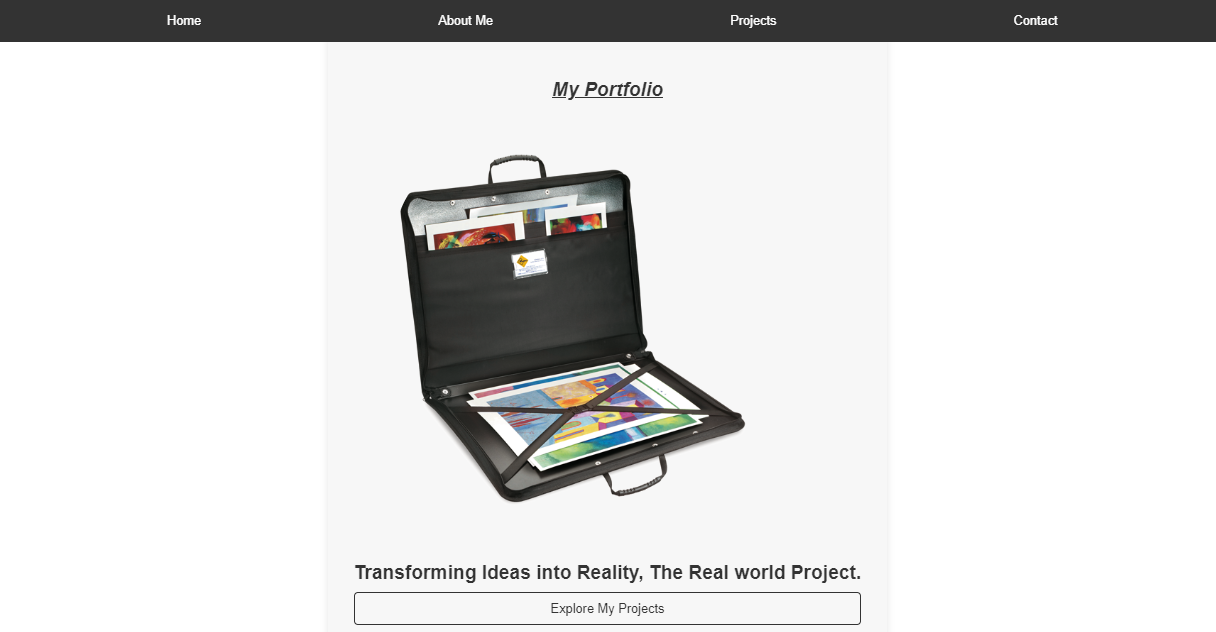 Home About Me Projects Contact
My Portfolio
Transforming Ideas into Reality, The Real world Project.
Explore My Projects